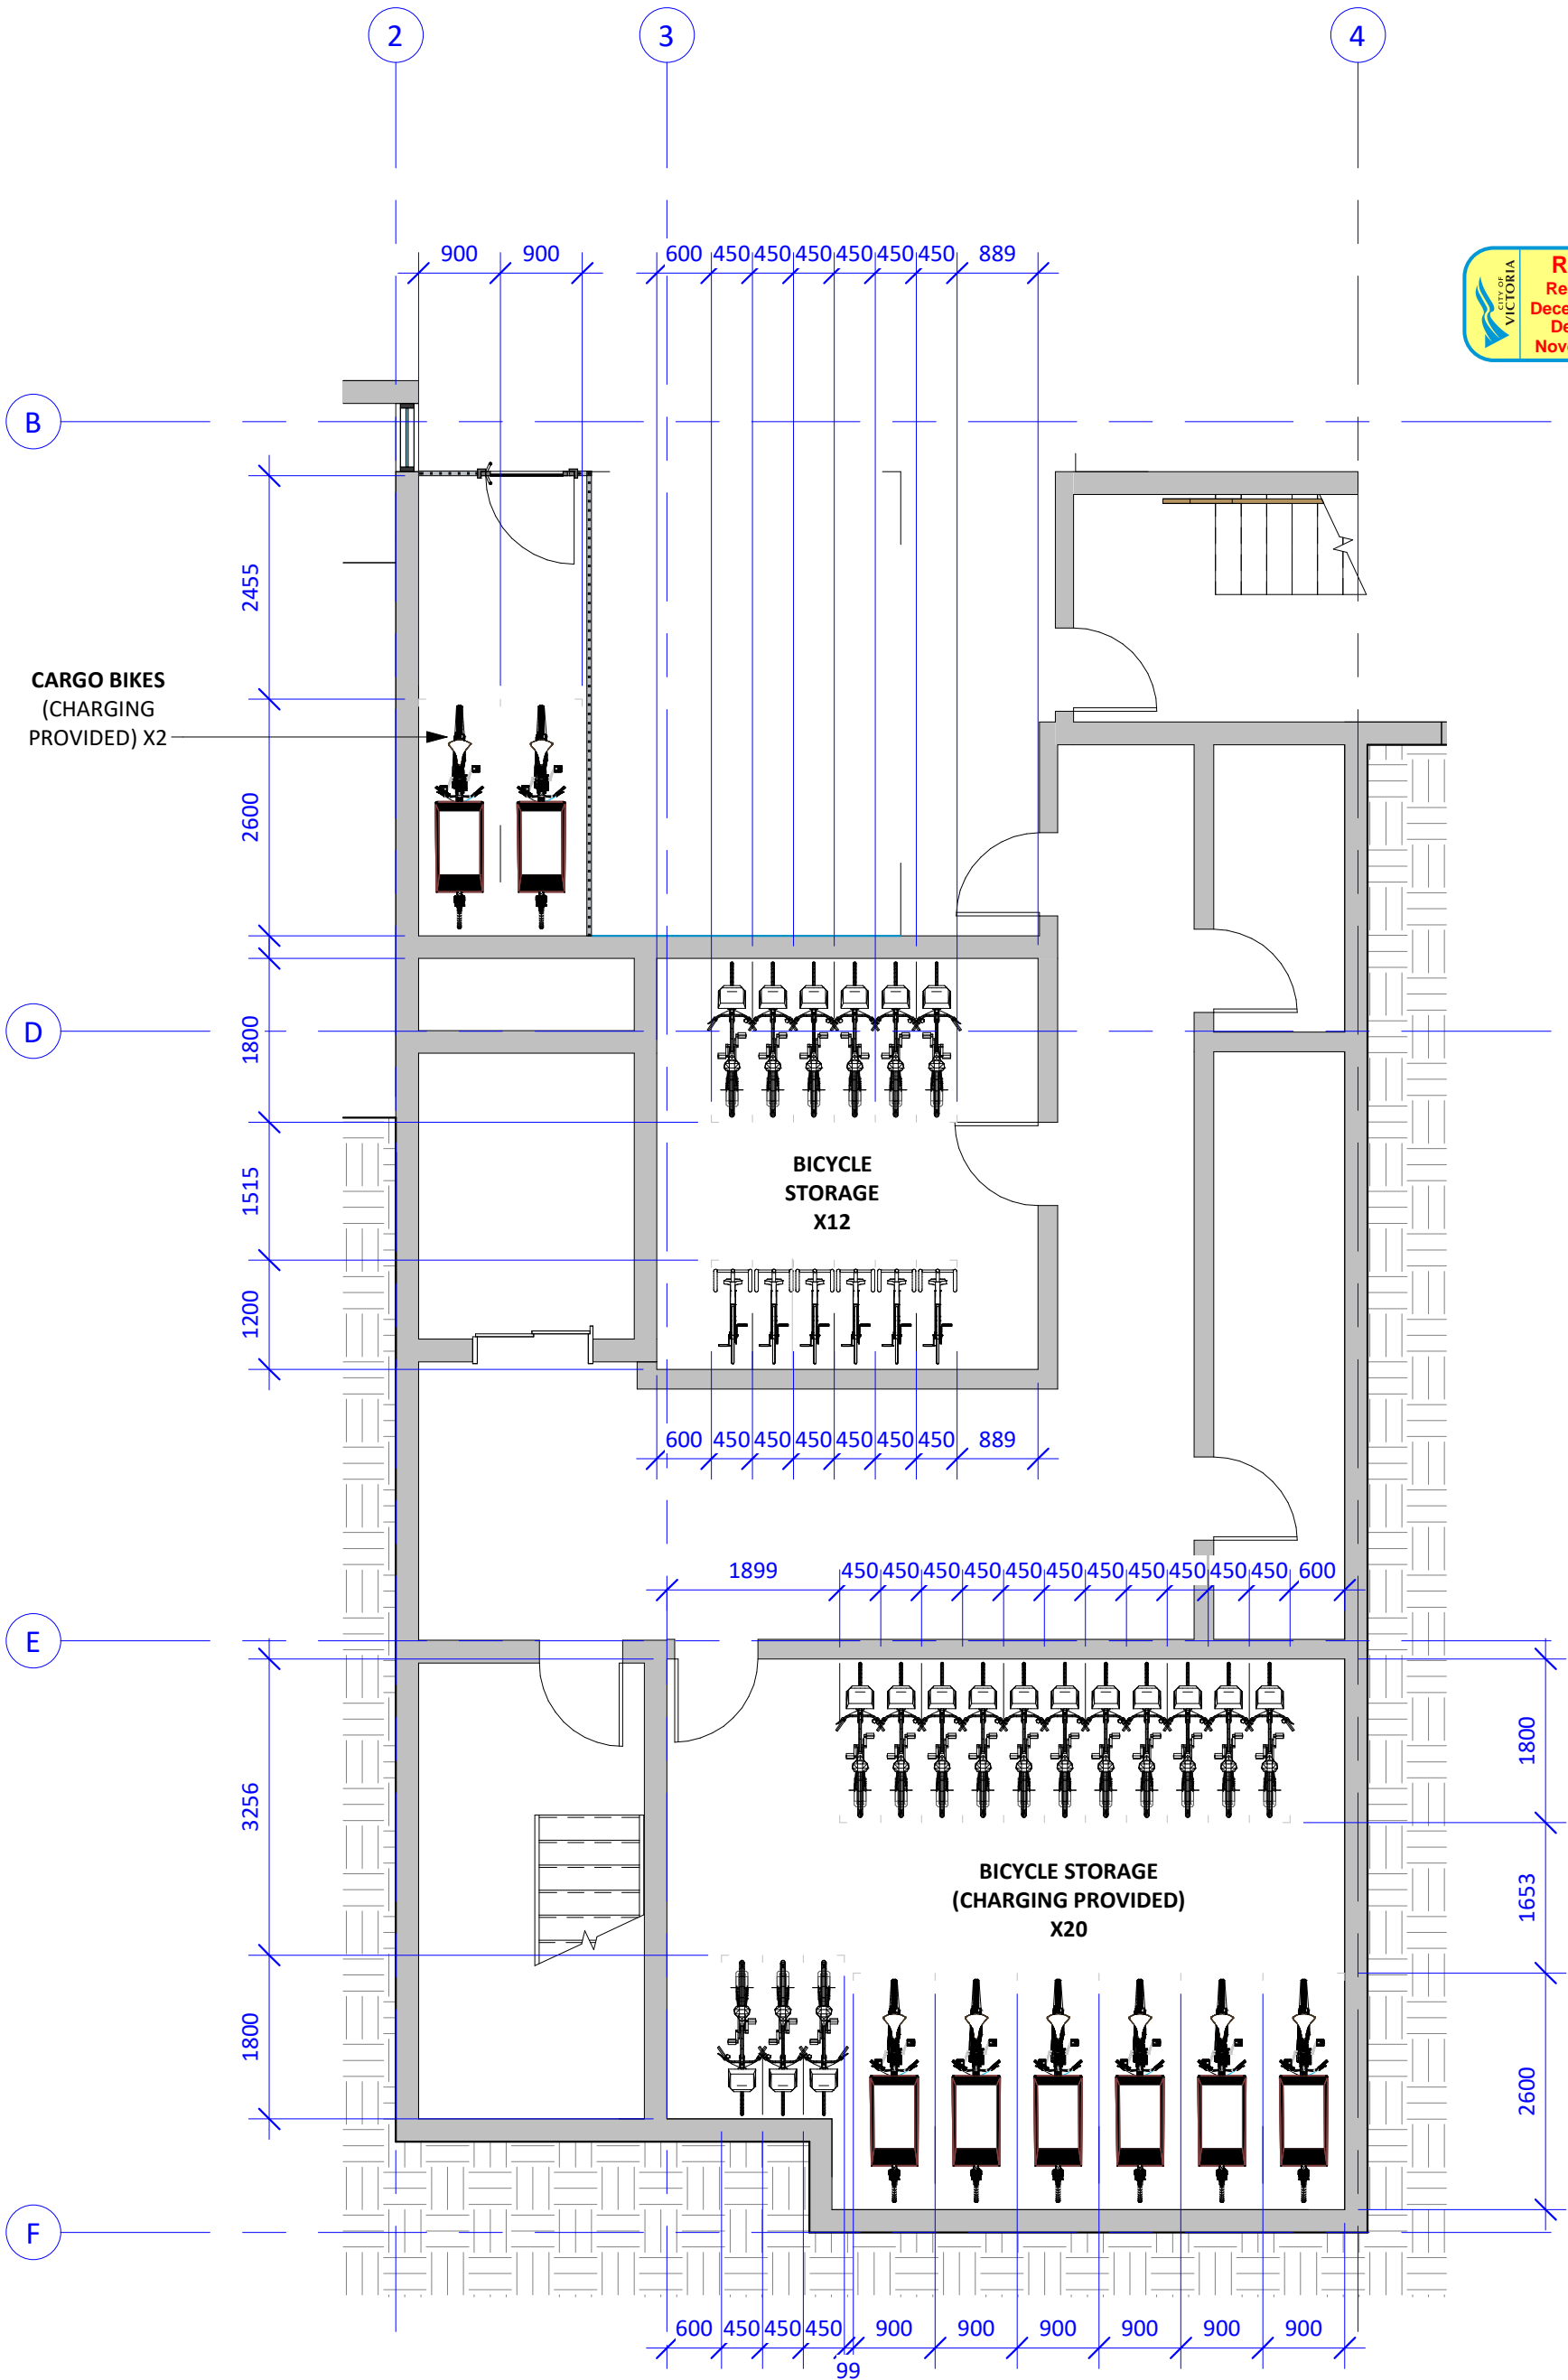 2
3
4
900 900
600 450 450 450 450 450 450 889
CITY OF
VICTORIA
B
2455
CARGO BIKES
(CHARGING
PROVIDED) X2
2600
D
1800
BICYCLE
STORAGE
X12
1515
1200
600 450 450 450 450 450 450 889
1899 450 450 450 450 450 450 450 450 450 450 450 600
E
3256
1800
BICYCLE STORAGE
(CHARGING PROVIDED)
X20
1653
1800
2600
F
600 450 450 450 900 900 900 900 900 900
99